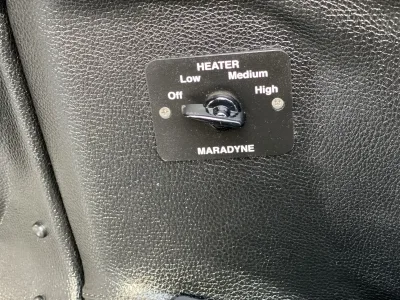 HEATER
Low Medium
Off High
MARADYNE